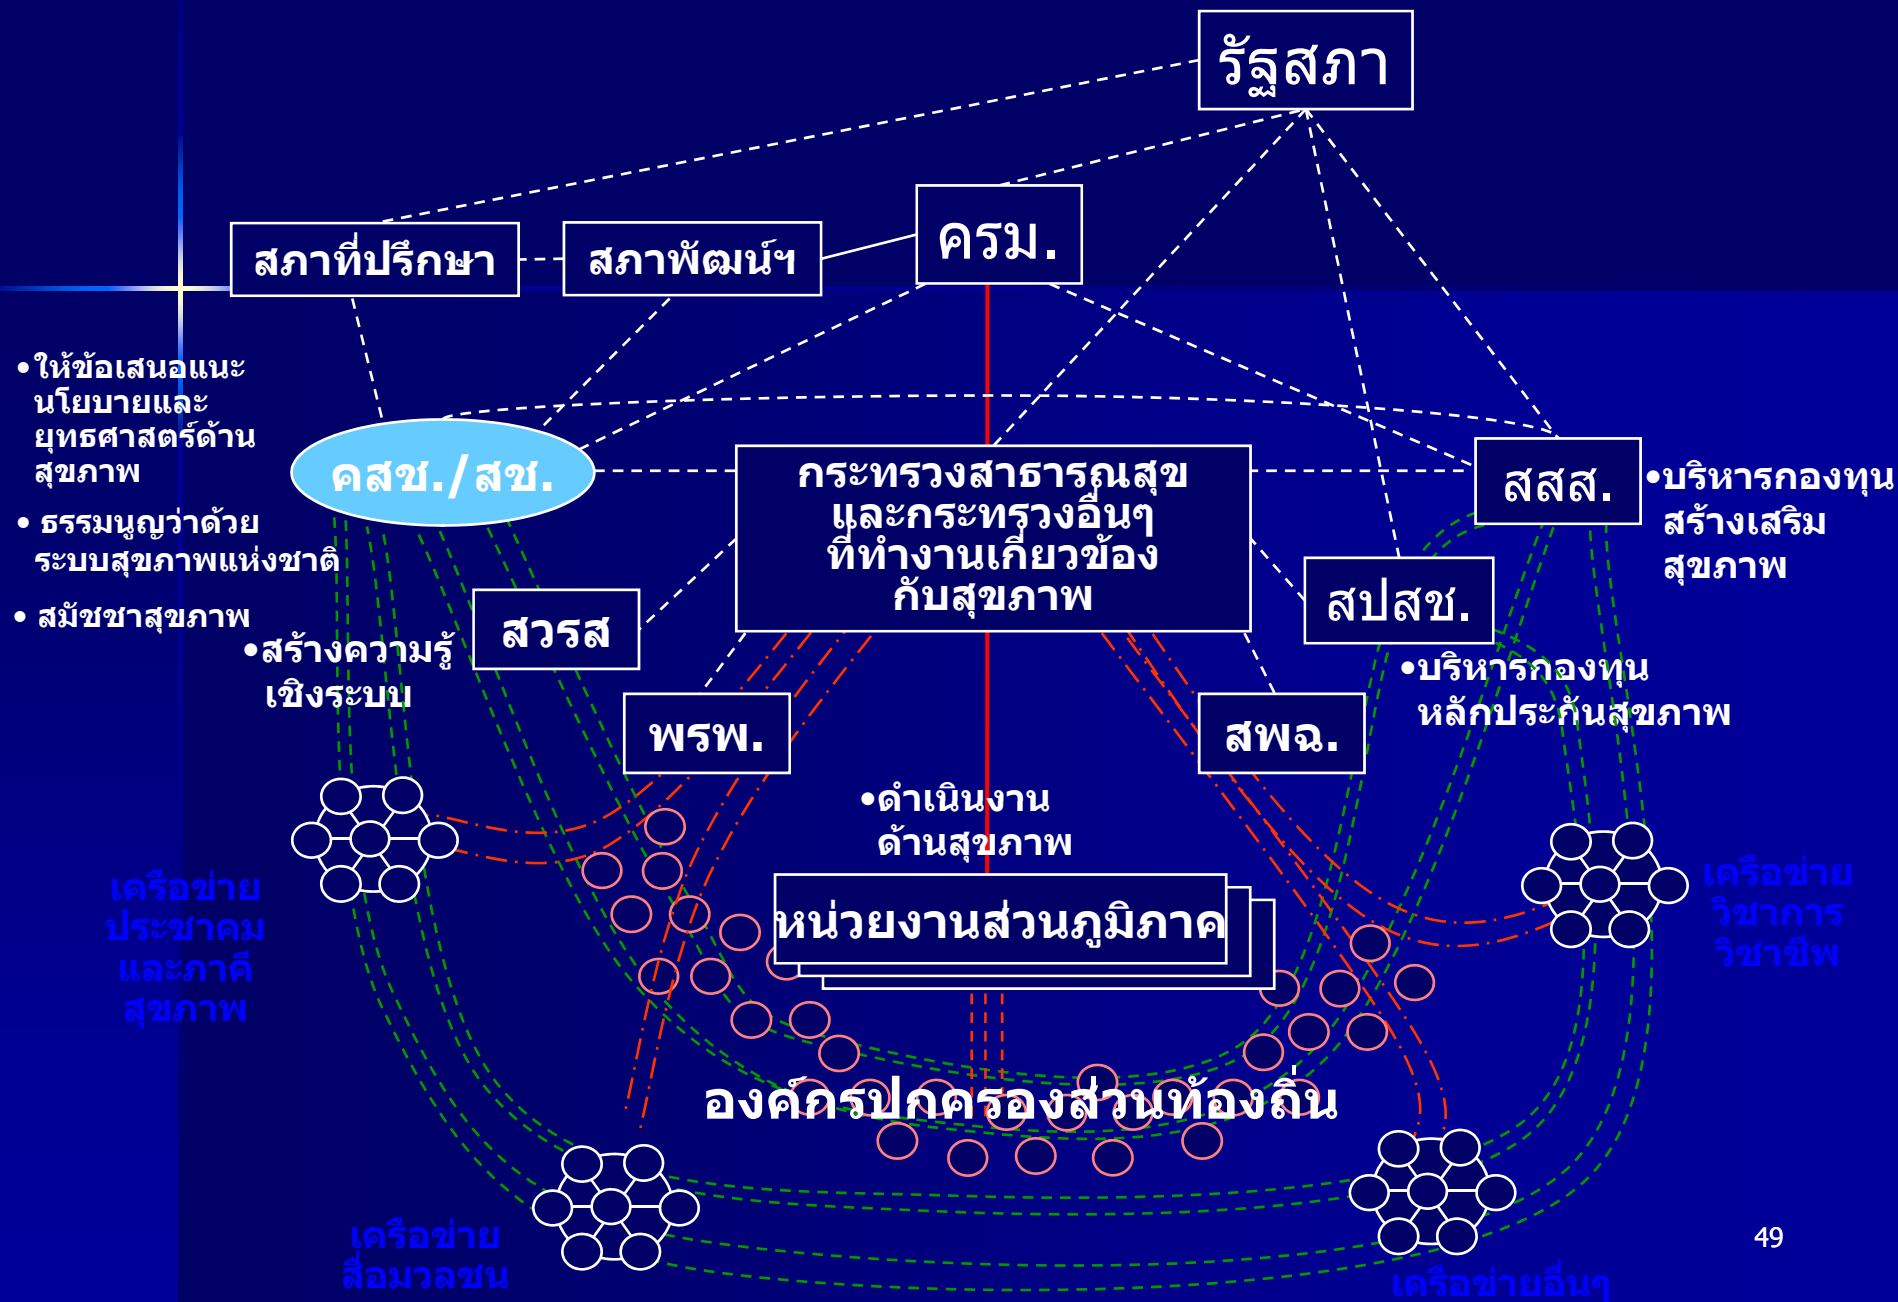 รัฐสภา
ครม.
สภาที่ปรึกษา
สภาพัฒน์ฯ
•ให้ข้อเสนอแนะ
นโยบายและ
ยุทธศาสตร์ด้าน
สุขภาพ
• ธรรมนูญว่าด้วย
ระบบสุขภาพแห่งชาติ
• สมัชชาสุขภาพ
คสช./สช.
กระทรวงสาธารณสุข
และกระทรวงอื่นๆ
ที่ทำงานเกี่ยวข้อง
กับสุขภาพ
สสส.
•บริหารกองทุน
สร้างเสริม
สุขภาพ
สวรส
•สร้างความรู้
เชิงระบบ
สปสช.
•บริหารกองทุน
หลักประกันสุขภาพ
พรพ.
สพฉ.
•ดำเนินงาน
ด้านสุขภาพ
หน่วยงานส่วนภูมิภาค
เครือข่าย
ประชาคม
และภาคี
สุขภาพ
เครือข่าย
วิชาการ
วิชาชีพ
องค์กรปกครองส่วนท้องถิ่น
เครือข่าย
สื่อมวลชน
เครือข่ายอื่นๆ
49